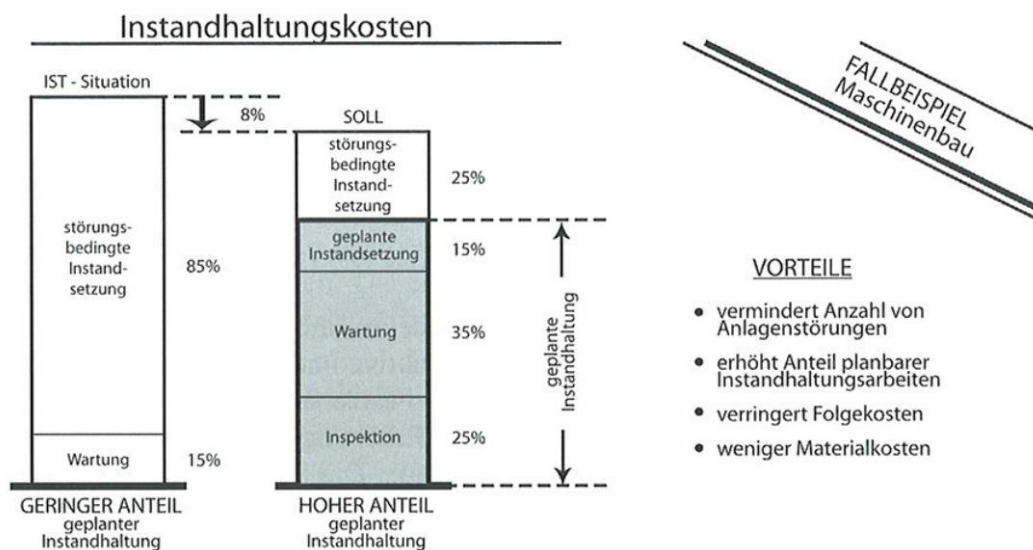 Instandhaltungskosten
IST - Situation
8%
störungs-
bedingte
Instand-
setzung
85%
Wartung
15%
GERINGER ANTEIL
geplanter
Instandhaltung
SOLL
störungs-
bedingte
Instand-
setzung
25%
geplante
Instandsetzung
15%
Wartung
35%
Inspektion
25%
HOHER ANTEIL
geplanter
Instandhaltung
geplante
Instandhaltung
FALLBEISPIEL
Maschinenbau
VORTEILE
• vermindert Anzahl von
Anlagenstörungen
• erhöht Anteil planbarer
Instandhaltungsarbeiten
• verringert Folgekosten
• weniger Materialkosten